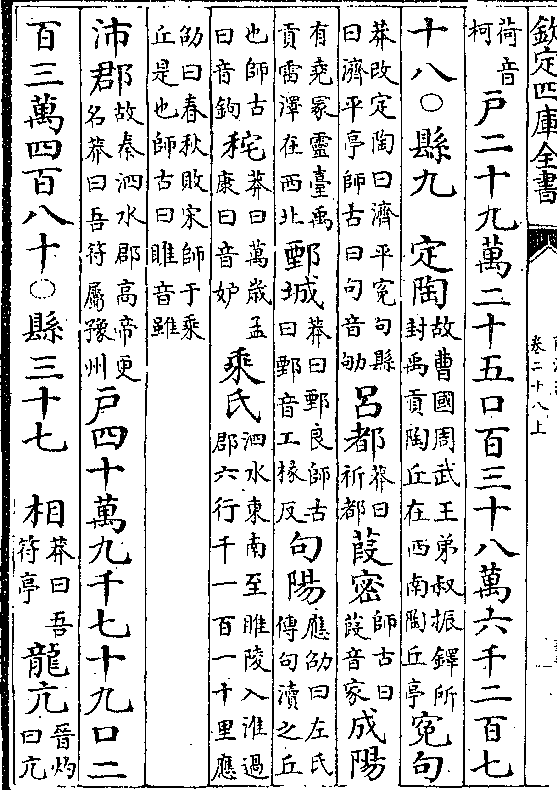 欽定四庫全書
卷二十八上
荷音柯戶二十九萬二十五口百三十八萬六千二百七
十八〇縣九 定陶故曹國周武王弟叔振鐸所封禹貢陶丘在西南陶丘亭寃句
莽改定陶曰濟平寃句縣曰濟平亭師古曰句音劬呂都莽曰祈都葭密師古曰葭音家成陽
有堯冢靈臺禹貢雷澤在西北鄄城莽曰鄄良師古曰鄄音工掾反句陽應劭曰左氏傳句瀆之丘
也師古曰音鉤秺莽曰萬歲孟康曰音妒乘氏泗水東南至睢陵入淮過郡六行千一百一十里應
劭曰春秋敗宋師于乘丘是也師古曰睢音雖
沛郡故秦泗水郡高帝更名莽曰吾符屬豫州戶四十萬九千七十九口二
百三萬四百八十〇縣三十七 相莽曰吾符亭龍亢晉灼曰亢